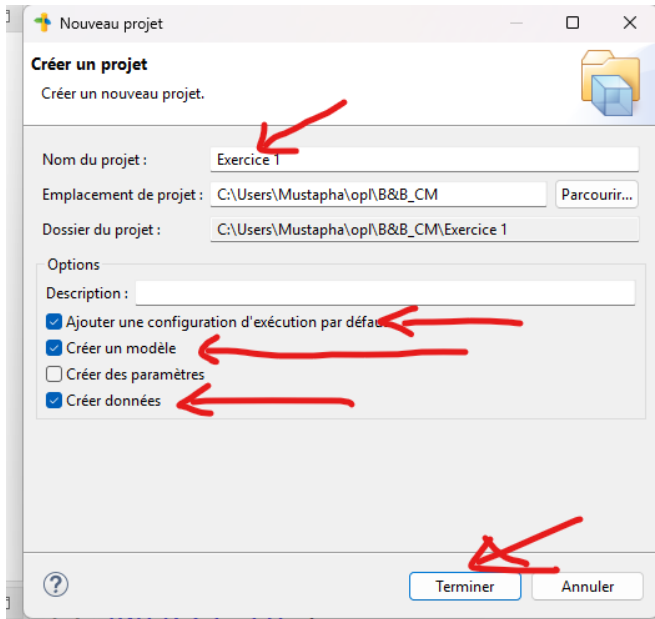 Nouveau projet
Créer un projet
Créer un nouveau projet.
Nom du projet : Exercice 1
Emplacement de projet : C:\Users\Mustapha\opl\B&B_CM Parcourir...
Dossier du projet : C:\Users\Mustapha\opl\B&B_CM\Exercice 1
Options
Description :
Ajouter une configuration d'exécution par défau
Créer un modèle
Créer des paramètres
Créer données
? Terminer Annuler